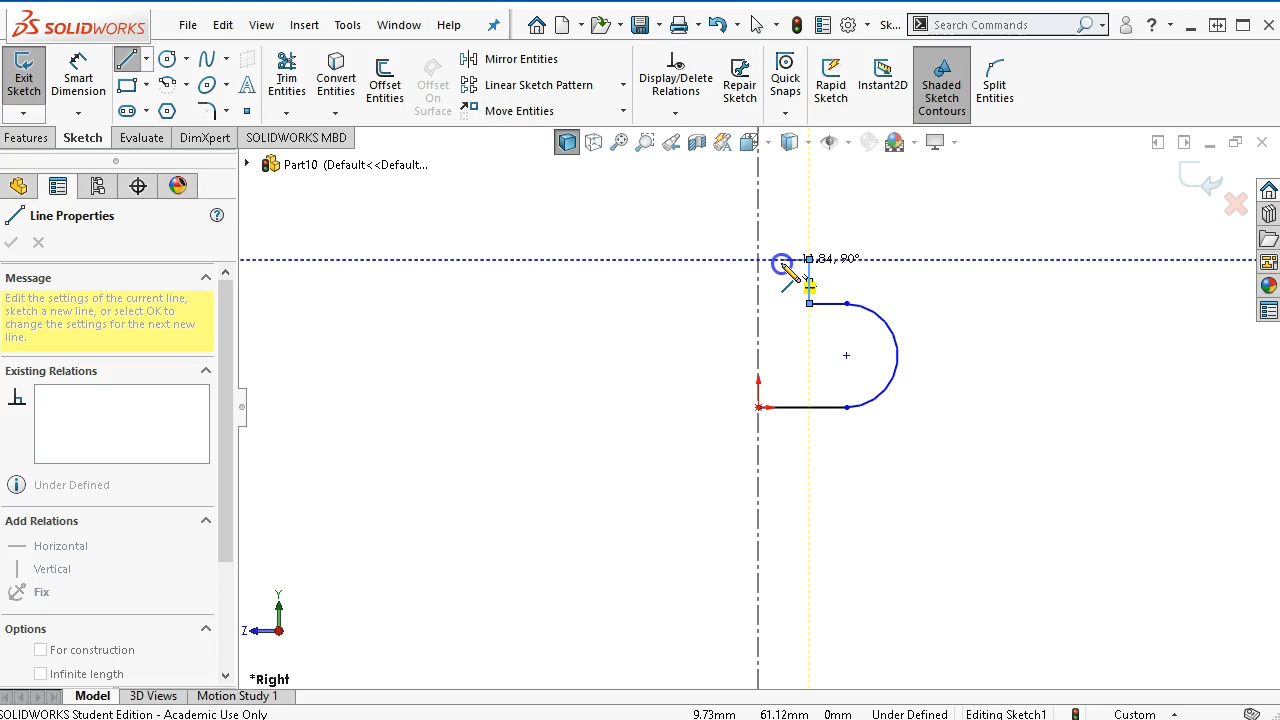 SOLIDWORKS File Edit View Insert Tools Window Help Sk... Search Commands ?
Exit Sketch
Smart Dimension
Trim Entities
Convert Entities
Offset Entities
Offset On Surface
Mirror Entities
Linear Sketch Pattern
Move Entities
Display/Delete Relations
Repair Sketch
Quick Snaps
Rapid Sketch
Instant2D
Shaded Sketch Contours
Split Entities
Features Sketch Evaluate DimXpert SOLIDWORKS MBD
Part10 (Default<<Default...
Line Properties ?
Message
Edit the settings of the current line,
sketch a new line, or select OK to
change the settings for the next new
line.
Existing Relations
Under Defined
Add Relations
Horizontal
Vertical
Fix
Options
For construction
Infinite length
Y
Z
*Right
Model 3D Views Motion Study 1
SOLIDWORKS Student Edition - Academic Use Only 9.73mm 61.12mm 0mm Under Defined Editing Sketch1 Custom